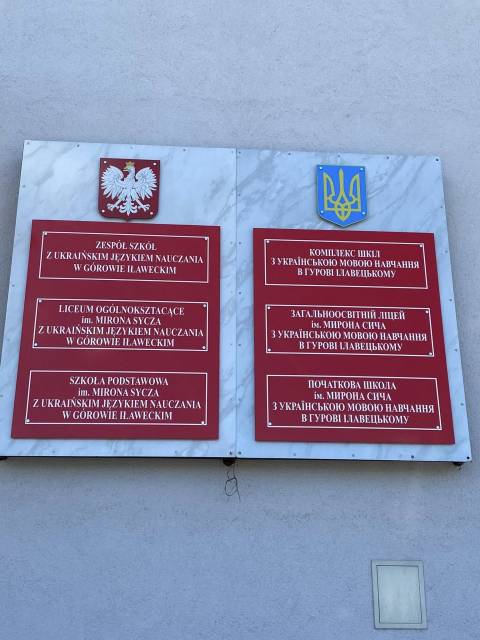 ZESPÓŁ SZKÓŁ
Z UKRAIŃSKIM JĘZYKIEM NAUCZANIA
W GÓROWIE IŁAWECKIM
LICEUM OGÓLNOKSZTAŁCĄCE
im. MIRONA SYCZA
Z UKRAIŃSKIM JĘZYKIEM NAUCZANIA
W GÓROWIE IŁAWECKIM
SZKOŁA PODSTAWOWA
im. MIRONA SYCZA
Z UKRAIŃSKIM JĘZYKIEM NAUCZANIA
W GÓROWIE IŁAWECKIM
КОМПЛЕКС ШКІЛ
З УКРАЇНСЬКОЮ МОВОЮ НАВЧАННЯ
В ГУРОВІ ІЛАВЕЦЬКОМУ
ЗАГАЛЬНООСВІТНІЙ ЛІЦЕЙ
ім. МИРОНА СИЧА
З УКРАЇНСЬКОЮ МОВОЮ НАВЧАННЯ
В ГУРОВІ ІЛАВЕЦЬКОМУ
ПОЧАТКОВА ШКОЛА
ім. МИРОНА СИЧА
З УКРАЇНСЬКОЮ МОВОЮ НАВЧАННЯ
В ГУРОВІ ІЛАВЕЦЬКОМУ